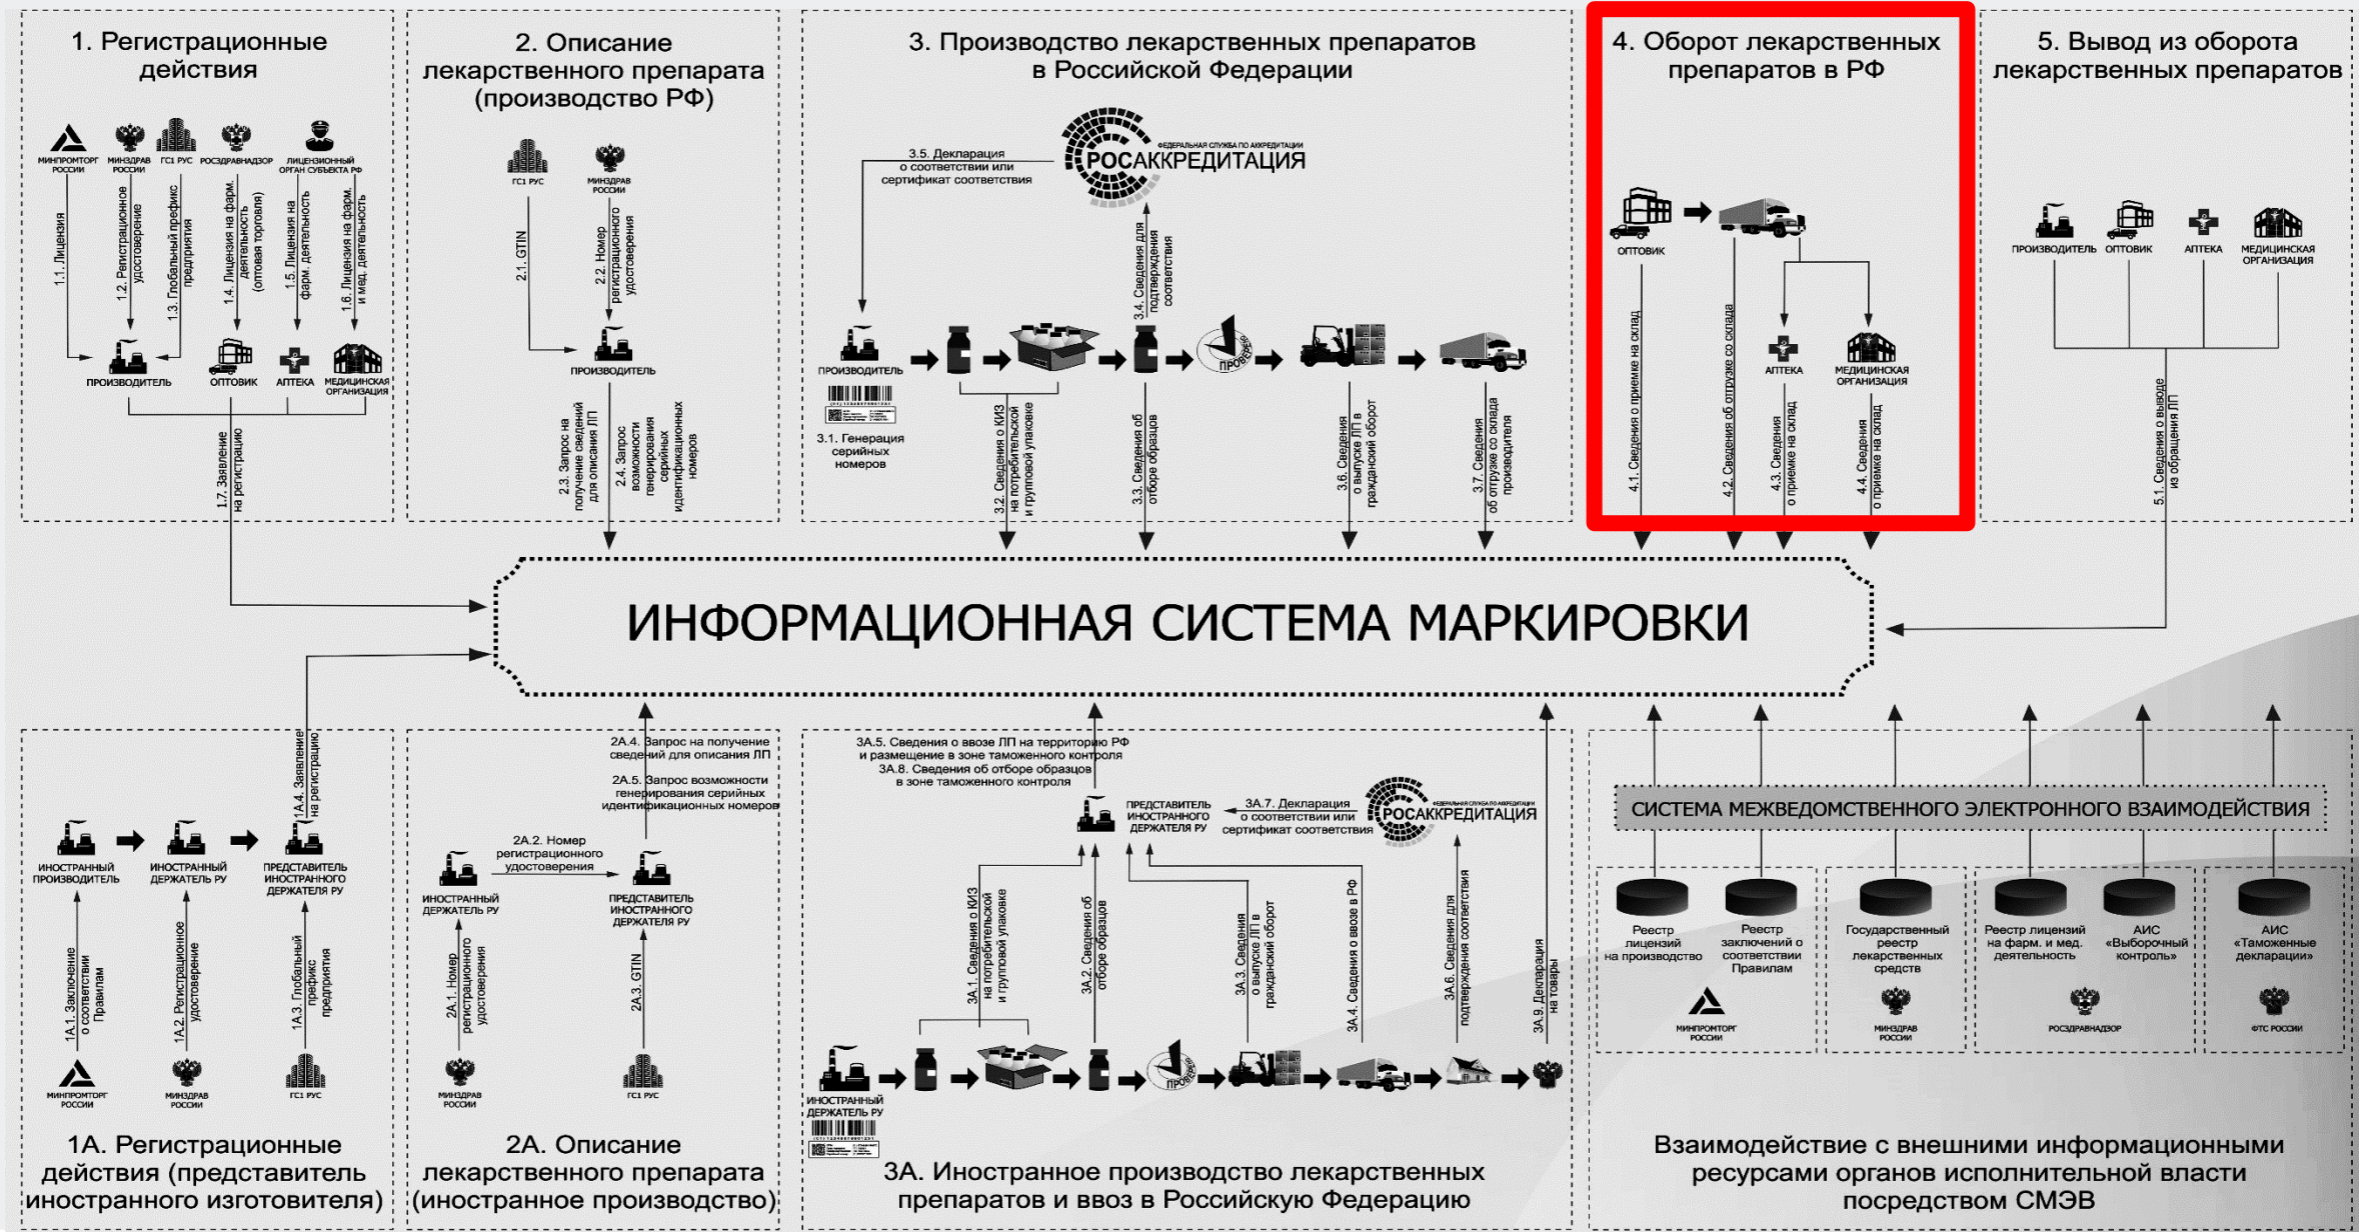 1. Регистрационные
действия
МИНПРОМТОРГ
РОССИИ
МИНЗДРАВ
РОССИИ
ГС1 РУС
РОСЗДРАВНАДЗОР
ЛИЦЕНЗИОННЫЙ
ОРГАН СУБЪЕКТА РФ
1.1. Лицензия
1.2. Регистрационное
удостоверение
1.3. Глобальный префикс
предприятия
1.4. Лицензия на фарм.
деятельность
(оптовая торговля)
1.5. Лицензия на
фарм. деятельность
1.6. Лицензия на фарм.
и мед. деятельность
ПРОИЗВОДИТЕЛЬ
ОПТОВИК
АПТЕКА
МЕДИЦИНСКАЯ
ОРГАНИЗАЦИЯ
1.7. Заявление
на регистрацию
2. Описание
лекарственного препарата
(производство РФ)
ГС1 РУС
МИНЗДРАВ
РОССИИ
2.1. GTIN
2.2. Номер
регистрационного
удостоверения
ПРОИЗВОДИТЕЛЬ
2.3. Запрос на
получение сведений
для описания ЛП
2.4. Запрос
возможности
генерирования
серийных
идентификационных
номеров
3. Производство лекарственных препаратов
в Российской Федерации
3.5. Декларация
о соответствии или
сертификат соответствия
ФЕДЕРАЛЬНАЯ СЛУЖБА ПО АККРЕДИТАЦИИ
РОСАККРЕДИТАЦИЯ
3.4. Сведения для
подтверждения
соответствия
ПРОИЗВОДИТЕЛЬ
ПРОВЕРЕНО
3.1. Генерация
серийных
номеров
3.2. Сведения о КИЗ
на потребительской
и групповой упаковке
3.3. Сведения об
отборе образцов
3.6. Сведения
о выпуске ЛП в
гражданский оборот
3.7. Сведения
об отгрузке со склада
производителя
4. Оборот лекарственных
препаратов в РФ
ОПТОВИК
АПТЕКА
МЕДИЦИНСКАЯ
ОРГАНИЗАЦИЯ
4.1. Сведения о приемке на склад
4.2. Сведения об отгрузке со склада
4.3. Сведения
о приемке на склад
4.4. Сведения
о приемке на склад
5. Вывод из оборота
лекарственных препаратов
ПРОИЗВОДИТЕЛЬ
ОПТОВИК
АПТЕКА
МЕДИЦИНСКАЯ
ОРГАНИЗАЦИЯ
5.1. Сведения о выводе
из обращения ЛП
ИНФОРМАЦИОННАЯ СИСТЕМА МАРКИРОВКИ
1А.4. Заявление
на регистрацию
ИНОСТРАННЫЙ
ПРОИЗВОДИТЕЛЬ
ИНОСТРАННЫЙ
ДЕРЖАТЕЛЬ РУ
ПРЕДСТАВИТЕЛЬ
ИНОСТРАННОГО
ДЕРЖАТЕЛЯ РУ
1А.1. Заключение
о соответствии
Правилам
1А.2. Регистрационное
удостоверение
1А.3. Глобальный
префикс
предприятия
МИНПРОМТОРГ
РОССИИ
МИНЗДРАВ
РОССИИ
ГС1 РУС
1А. Регистрационные
действия (представитель
иностранного изготовителя)
2А.4. Запрос на получение
сведений для описания ЛП
2А.5. Запрос возможности
генерирования серийных
идентификационных номеров
2А.2. Номер
регистрационного
удостоверения
ИНОСТРАННЫЙ
ДЕРЖАТЕЛЬ РУ
ПРЕДСТАВИТЕЛЬ
ИНОСТРАННОГО
ДЕРЖАТЕЛЯ РУ
2А.1. Номер
регистрационного
удостоверения
2А.3. GTIN
МИНЗДРАВ
РОССИИ
ГС1 РУС
2А. Описание
лекарственного препарата
(иностранное производство)
3А.5. Сведения о ввозе ЛП на территорию РФ
и размещение в зоне таможенного контроля
3А.8. Сведения об отборе образцов
в зоне таможенного контроля
ПРЕДСТАВИТЕЛЬ
ИНОСТРАННОГО
ДЕРЖАТЕЛЯ РУ
3А.7. Декларация
о соответствии или
сертификат соответствия
ФЕДЕРАЛЬНАЯ СЛУЖБА ПО АККРЕДИТАЦИИ
РОСАККРЕДИТАЦИЯ
3А.1. Сведения о КИЗ
на потребительской
и групповой упаковке
3А.2. Сведения об
отборе образцов
3А.3. Сведения
о выпуске ЛП в
гражданский оборот
3А.4. Сведения о ввозе в РФ
3А.6. Сведения для
подтверждения соответствия
3А.9. Декларация
на товары
ПРОВЕРЕНО
ИНОСТРАННЫЙ
ДЕРЖАТЕЛЬ РУ
3А. Иностранное производство лекарственных
препаратов и ввоз в Российскую Федерацию
СИСТЕМА МЕЖВЕДОМСТВЕННОГО ЭЛЕКТРОННОГО ВЗАИМОДЕЙСТВИЯ
Реестр
лицензий
на производство
Реестр
заключений о
соответствии
Правилам
Государственный
реестр
лекарственных
средств
Реестр лицензий
на фарм. и мед.
деятельность
АИС
«Выборочный
контроль»
АИС
«Таможенные
декларации»
МИНПРОМТОРГ
РОССИИ
МИНЗДРАВ
РОССИИ
РОСЗДРАВНАДЗОР
ФТС РОССИИ
Взаимодействие с внешними информационными
ресурсами органов исполнительной власти
посредством СМЭВ